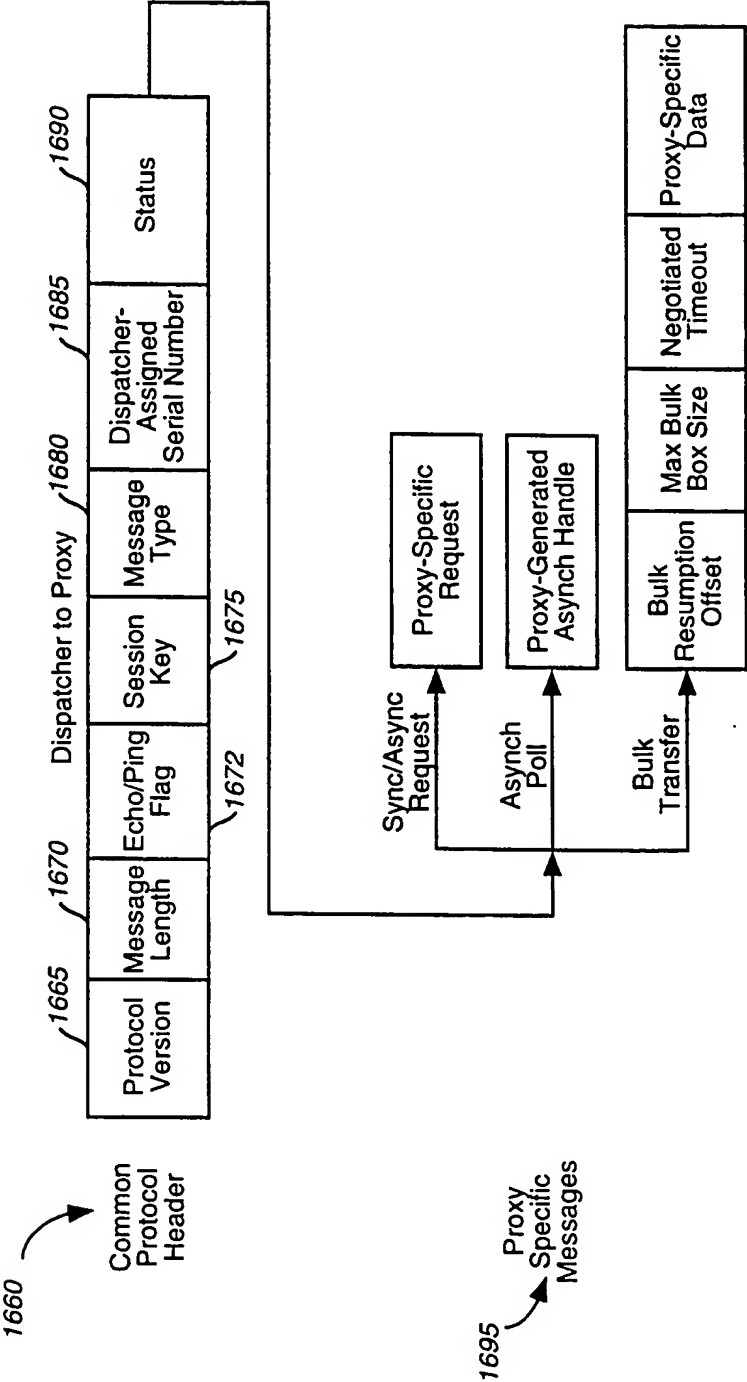 Dispatcher to Proxy
1660
Common
Protocol
Header
1665
Protocol
Version
1670
Message
Length
Echo/Ping
Flag
1672
Session
Key
1675
1680
Message
Type
1685
Dispatcher-
Assigned
Serial Number
1690
Status
1695
Proxy
Specific
Messages
Sync/Async
Request
Proxy-Specific
Request
Asynch
Poll
Proxy-Generated
Asynch Handle
Bulk
Transfer
Bulk
Resumption
Offset
Max Bulk
Box Size
Negotiated
Timeout
Proxy-Specific
Data